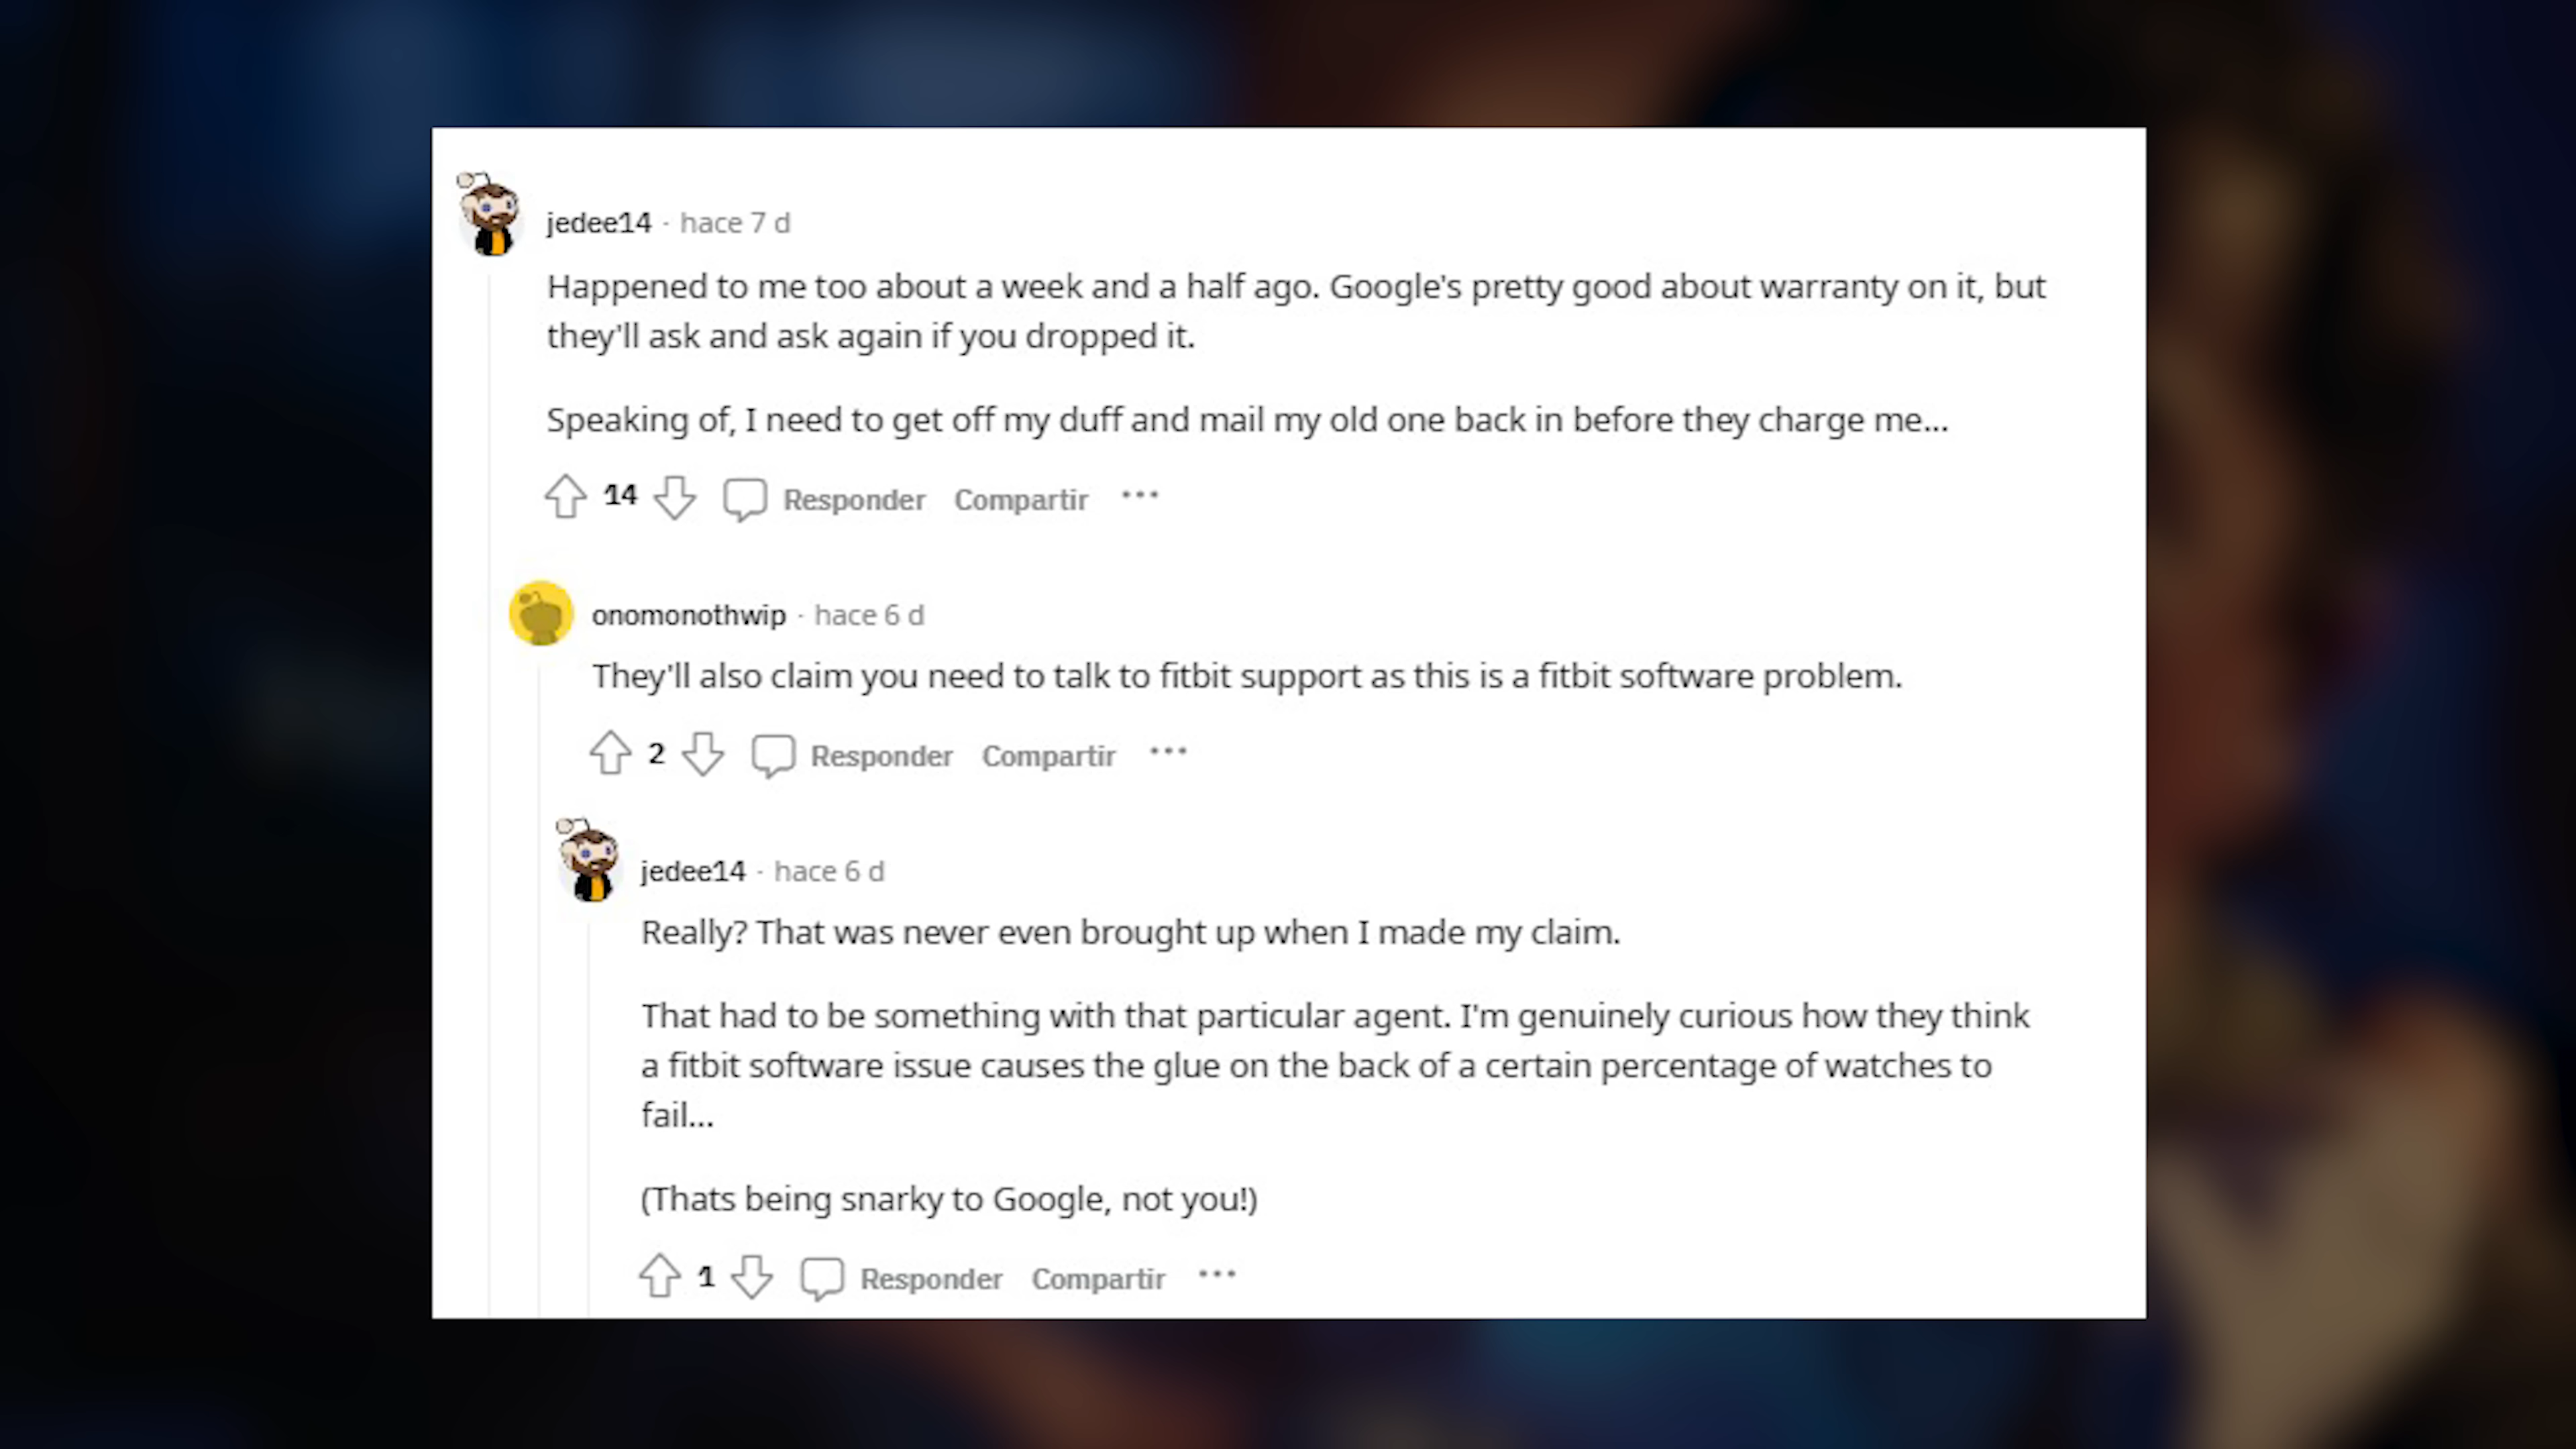 jedee14 · hace 7 d
Happened to me too about a week and a half ago. Google's pretty good about warranty on it, but
they'll ask and ask again if you dropped it.
Speaking of, I need to get off my duff and mail my old one back in before they charge me...
14 Responder Compartir ...
onomonothwip · hace 6 d
They'll also claim you need to talk to fitbit support as this is a fitbit software problem.
2 Responder Compartir ...
jedee14 · hace 6 d
Really? That was never even brought up when I made my claim.
That had to be something with that particular agent. I'm genuinely curious how they think
a fitbit software issue causes the glue on the back of a certain percentage of watches to
fail...
(Thats being snarky to Google, not you!)
1 Responder Compartir ...